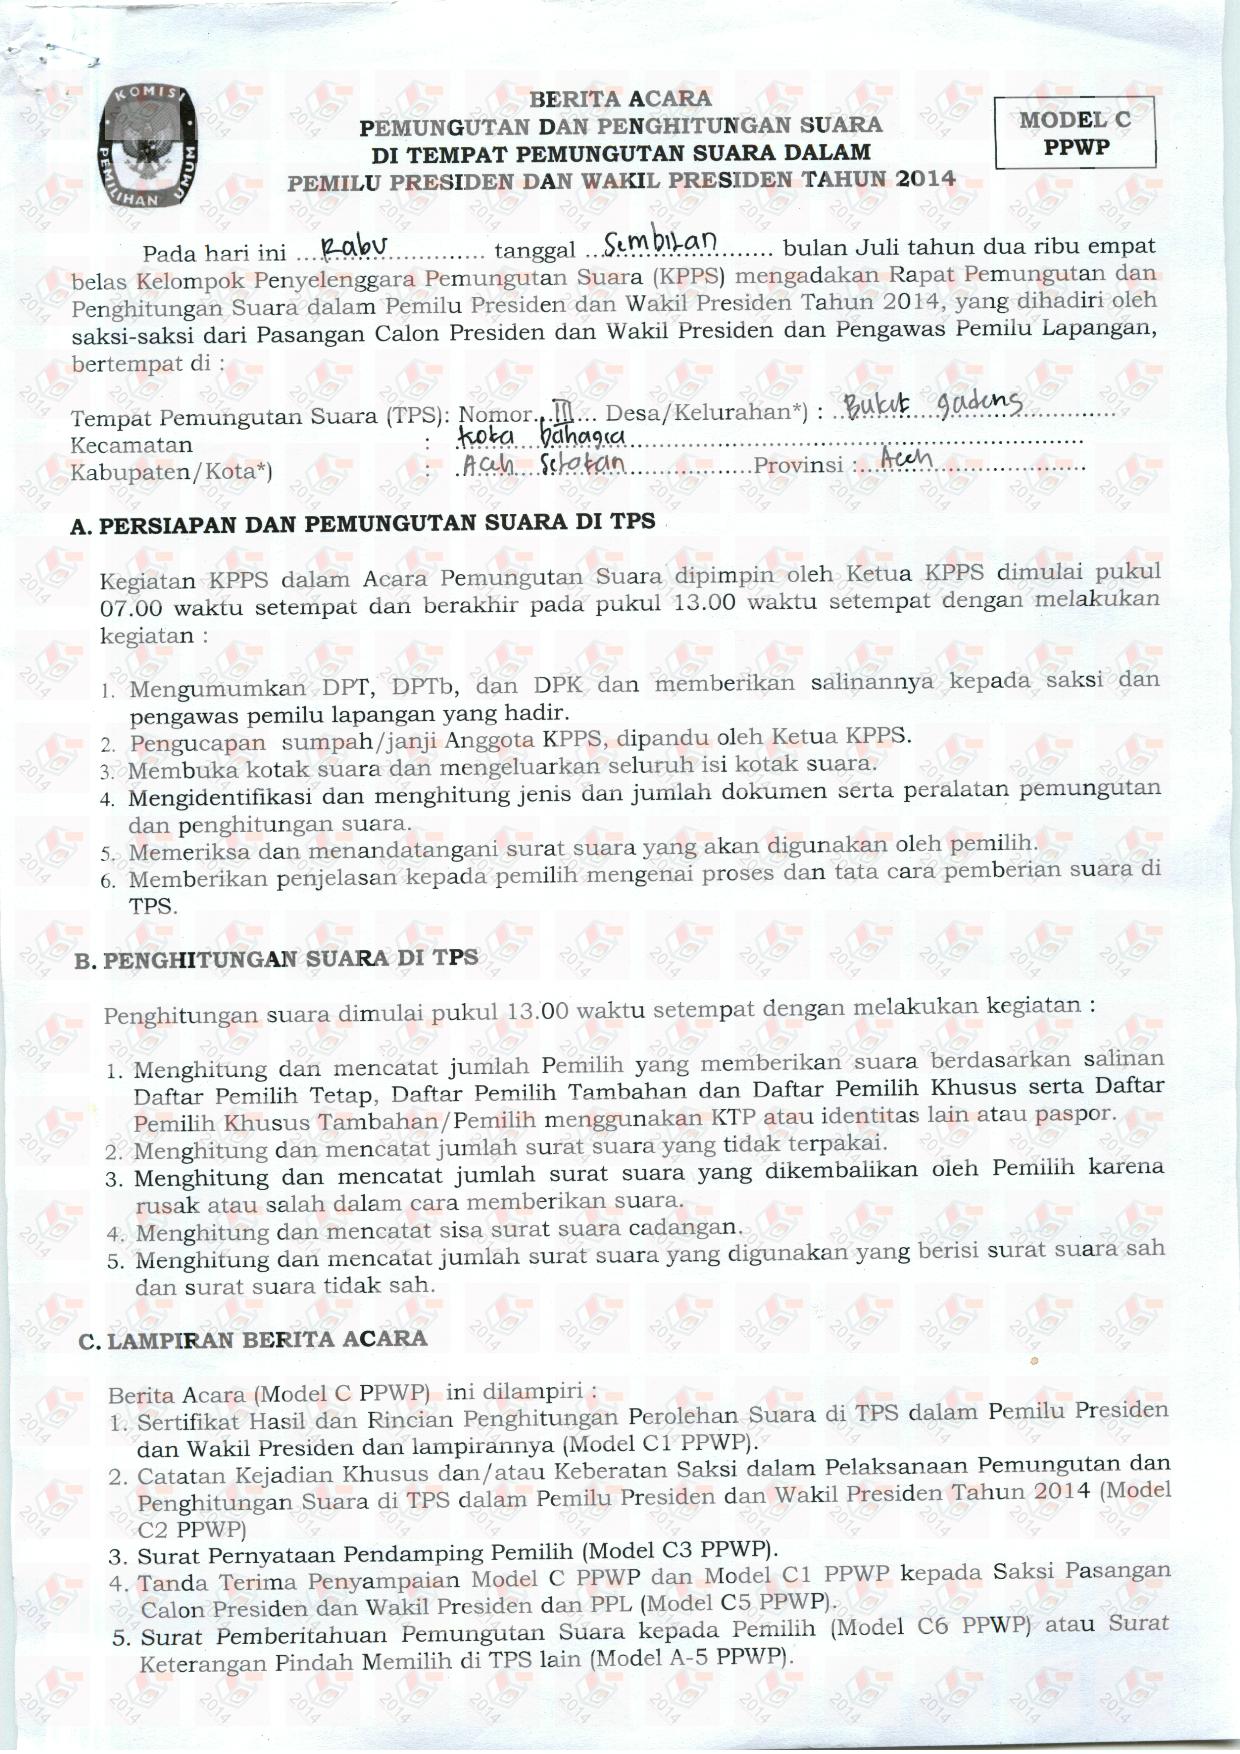 KOMISI
PEMILIHAN UMUM
BERITA ACARA
PEMUNGUTAN DAN PENGHITUNGAN SUARA
DI TEMPAT PEMUNGUTAN SUARA DALAM
PEMILU PRESIDEN DAN WAKIL PRESIDEN TAHUN 2014
MODEL C
PPWP
Pada hari ini ... Rabu ... tanggal ... Sembilan ... bulan Juli tahun dua ribu empat
belas Kelompok Penyelenggara Pemungutan Suara (KPPS) mengadakan Rapat Pemungutan dan
Penghitungan Suara dalam Pemilu Presiden dan Wakil Presiden Tahun 2014, yang dihadiri oleh
saksi-saksi dari Pasangan Calon Presiden dan Wakil Presiden dan Pengawas Pemilu Lapangan,
bertempat di :
Tempat Pemungutan Suara (TPS): Nomor... III ... Desa/Kelurahan*) : Bukit gadeng
Kecamatan : Kota bahagia
Kabupaten/Kota*) : Aceh Selatan Provinsi : Aceh
A. PERSIAPAN DAN PEMUNGUTAN SUARA DI TPS
Kegiatan KPPS dalam Acara Pemungutan Suara dipimpin oleh Ketua KPPS dimulai pukul
07.00 waktu setempat dan berakhir pada pukul 13.00 waktu setempat dengan melakukan
kegiatan :
1. Mengumumkan DPT, DPTb, dan DPK dan memberikan salinannya kepada saksi dan
pengawas pemilu lapangan yang hadir.
2. Pengucapan sumpah/janji Anggota KPPS, dipandu oleh Ketua KPPS.
3. Membuka kotak suara dan mengeluarkan seluruh isi kotak suara.
4. Mengidentifikasi dan menghitung jenis dan jumlah dokumen serta peralatan pemungutan
dan penghitungan suara.
5. Memeriksa dan menandatangani surat suara yang akan digunakan oleh pemilih.
6. Memberikan penjelasan kepada pemilih mengenai proses dan tata cara pemberian suara di
TPS.
B. PENGHITUNGAN SUARA DI TPS
Penghitungan suara dimulai pukul 13.00 waktu setempat dengan melakukan kegiatan :
1. Menghitung dan mencatat jumlah Pemilih yang memberikan suara berdasarkan salinan
Daftar Pemilih Tetap, Daftar Pemilih Tambahan dan Daftar Pemilih Khusus serta Daftar
Pemilih Khusus Tambahan/Pemilih menggunakan KTP atau identitas lain atau paspor.
2. Menghitung dan mencatat jumlah surat suara yang tidak terpakai.
3. Menghitung dan mencatat jumlah surat suara yang dikembalikan oleh Pemilih karena
rusak atau salah dalam cara memberikan suara.
4. Menghitung dan mencatat sisa surat suara cadangan.
5. Menghitung dan mencatat jumlah surat suara yang digunakan yang berisi surat suara sah
dan surat suara tidak sah.
C. LAMPIRAN BERITA ACARA
Berita Acara (Model C PPWP) ini dilampiri :
1. Sertifikat Hasil dan Rincian Penghitungan Perolehan Suara di TPS dalam Pemilu Presiden
dan Wakil Presiden dan lampirannya (Model C1 PPWP).
2. Catatan Kejadian Khusus dan/atau Keberatan Saksi dalam Pelaksanaan Pemungutan dan
Penghitungan Suara di TPS dalam Pemilu Presiden dan Wakil Presiden Tahun 2014 (Model
C2 PPWP)
3. Surat Pernyataan Pendamping Pemilih (Model C3 PPWP).
4. Tanda Terima Penyampaian Model C PPWP dan Model C1 PPWP kepada Saksi Pasangan
Calon Presiden dan Wakil Presiden dan PPL (Model C5 PPWP).
5. Surat Pemberitahuan Pemungutan Suara kepada Pemilih (Model C6 PPWP) atau Surat
Keterangan Pindah Memilih di TPS lain (Model A-5 PPWP).